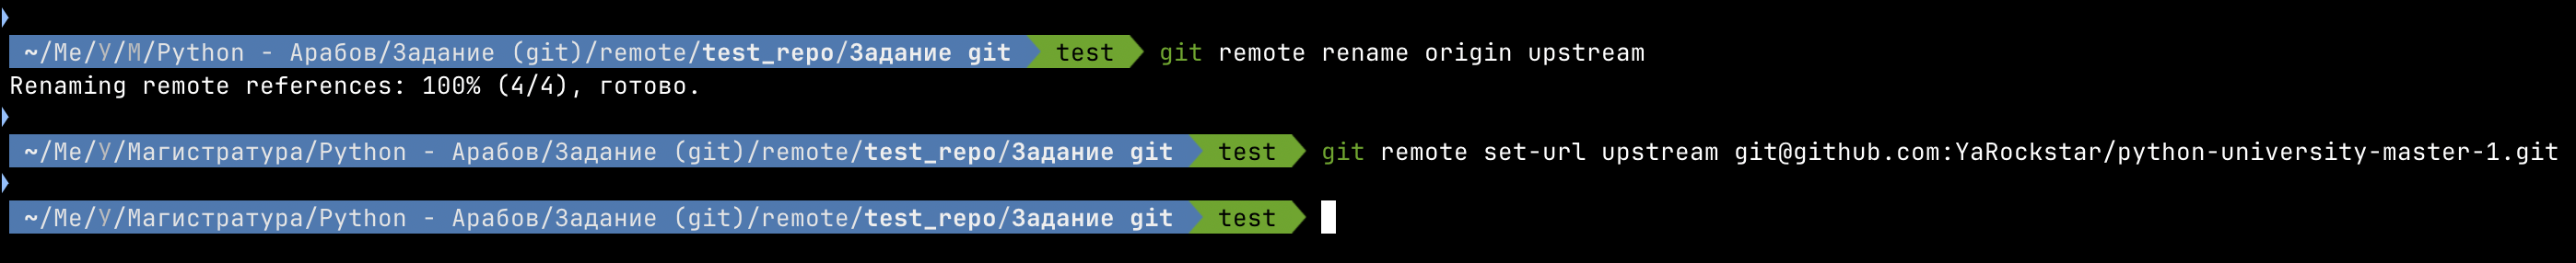 ~/Me/У/М/Python - Арабов/Задание (git)/remote/test_repo/Задание git test git remote rename origin upstream
Renaming remote references: 100% (4/4), готово.
~/Me/У/Магистратура/Python - Арабов/Задание (git)/remote/test_repo/Задание git test git remote set-url upstream git@github.com:YaRockstar/python-university-master-1.git
~/Me/У/Магистратура/Python - Арабов/Задание (git)/remote/test_repo/Задание git test